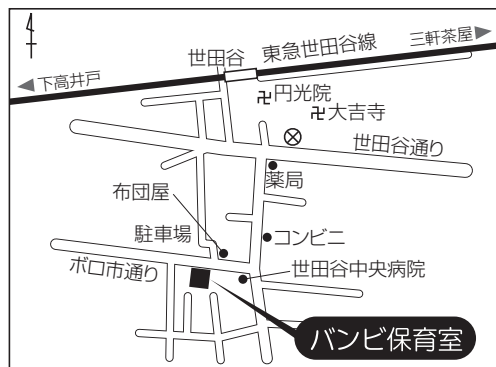 三軒茶屋
世田谷
東急世田谷線
下高井戸
卍円光院
卍大吉寺
世田谷通り
薬局
布団屋
駐車場
コンビニ
ボロ市通り
世田谷中央病院
バンビ保育室